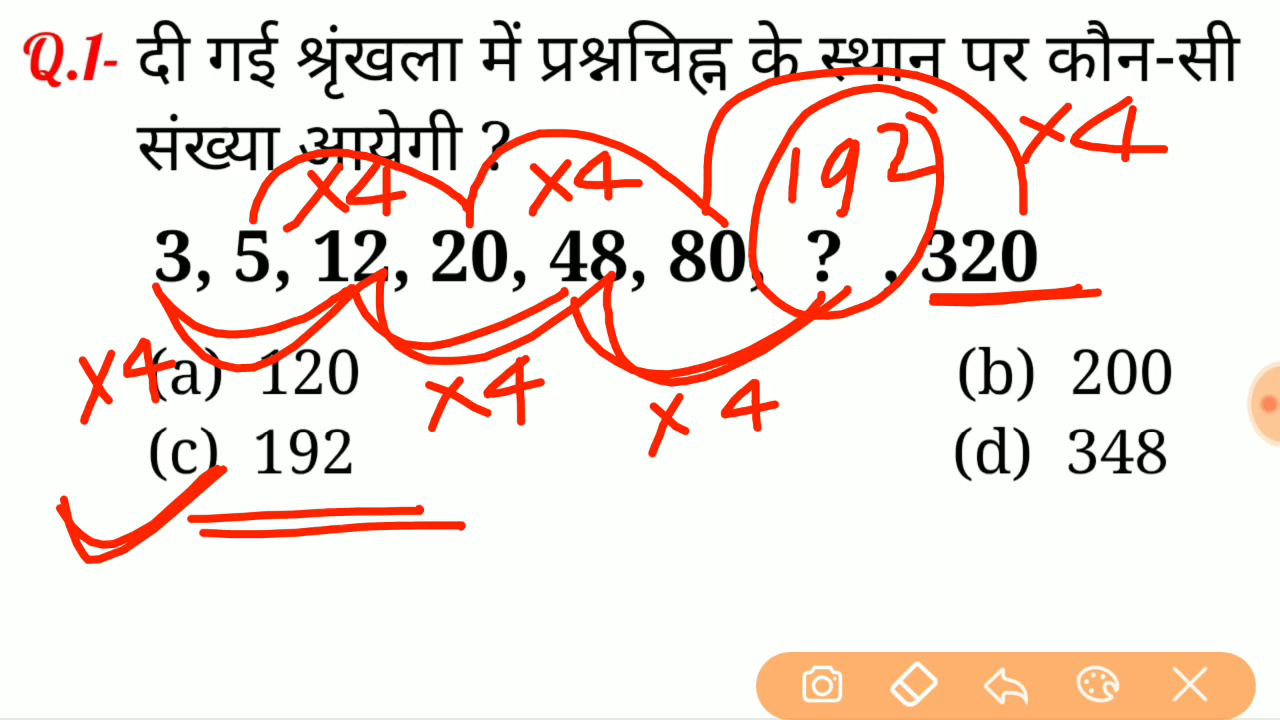 Q.1- दी गई श्रृंखला में प्रश्नचिह्न के स्थान पर कौन-सी
संख्या आयेगी ?
192 ×4
×4 ×4
3, 5, 12, 20, 48, 80, ? , 320
×4 ×4 ×4
(a) 120 (b) 200
(c) 192 (d) 348